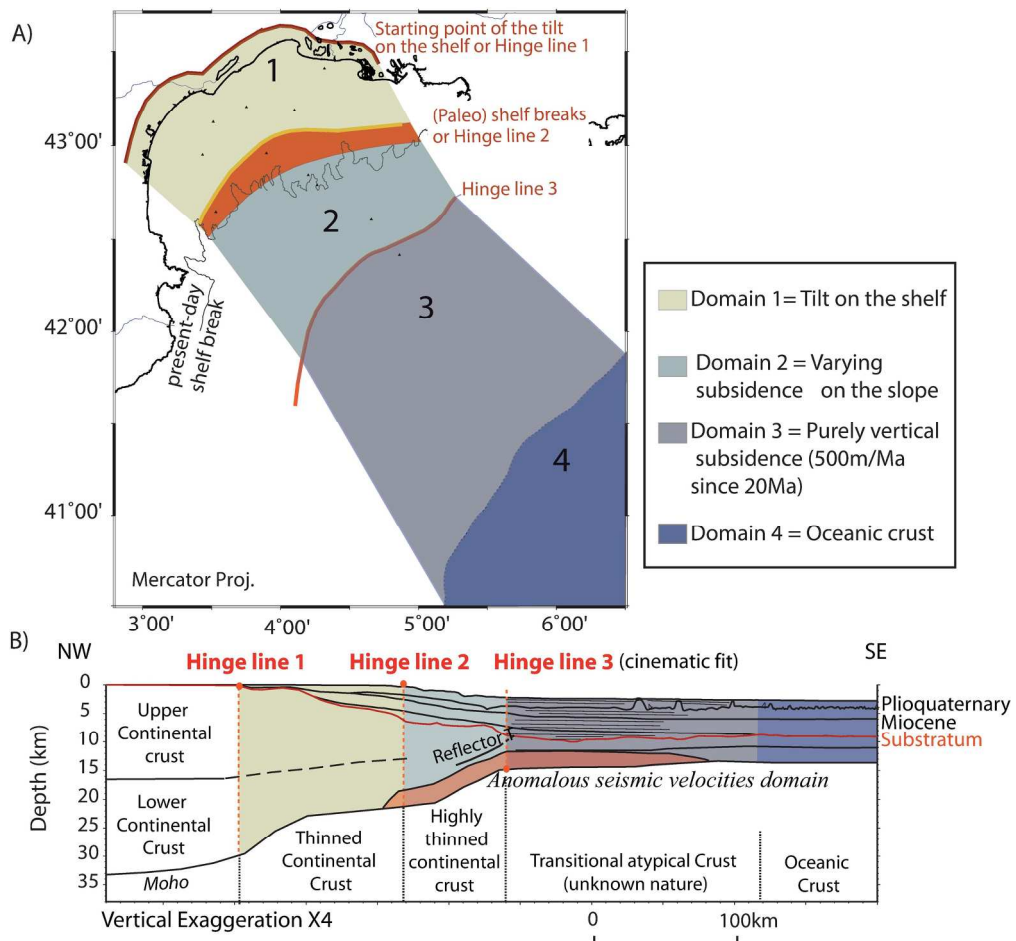 A)
Starting point of the tilt
on the shelf or Hinge line 1
1
(Paleo) shelf breaks
or Hinge line 2
43°00'
Hinge line 3
2
3
42°00'
present-day
shelf break
4
41°00'
Mercator Proj.
3°00'
4°00'
5°00'
6°00'
Domain 1= Tilt on the shelf
Domain 2 = Varying
subsidence on the slope
Domain 3 = Purely vertical
subsidence (500m/Ma
since 20Ma)
Domain 4 = Oceanic crust
B)
NW
Hinge line 1
Hinge line 2
Hinge line 3 (cinematic fit)
SE
Depth (km)
0
5
10
15
20
25
30
35
Upper
Continental
crust
Lower
Continental
Crust
Moho
Reflector T
Plioquaternary
Miocene
Substratum
Anomalous seismic velocities domain
Thinned
Continental
Crust
Highly
thinned
continental
crust
Transitional atypical Crust
(unknown nature)
Oceanic
Crust
Vertical Exaggeration X4
0
100km